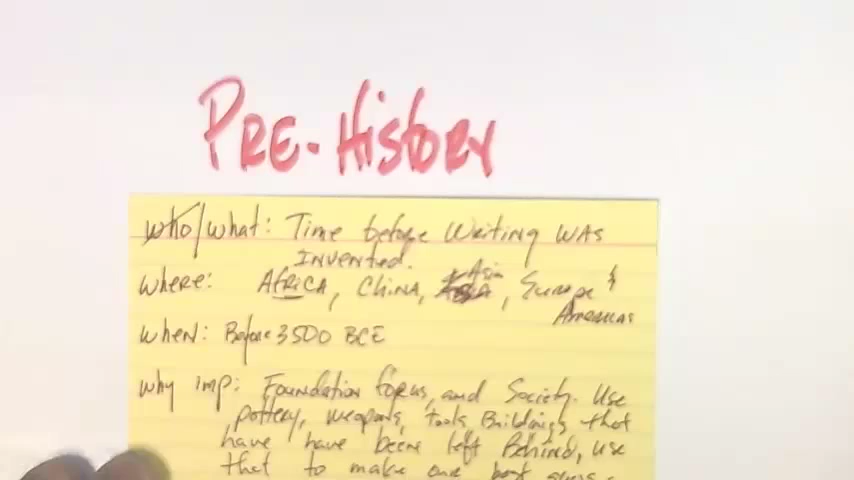 PRE-History
who/what: Time before Writing WAS
INVENTED.
where: AFRICA, CHINA, Asia, Europe &
Americas
when: Before 3500 BCE
why imp: Foundation for us, and Society. Use
pottery, weapons, tools Buildings that
have have been left Behind, use
that to make our best guess.